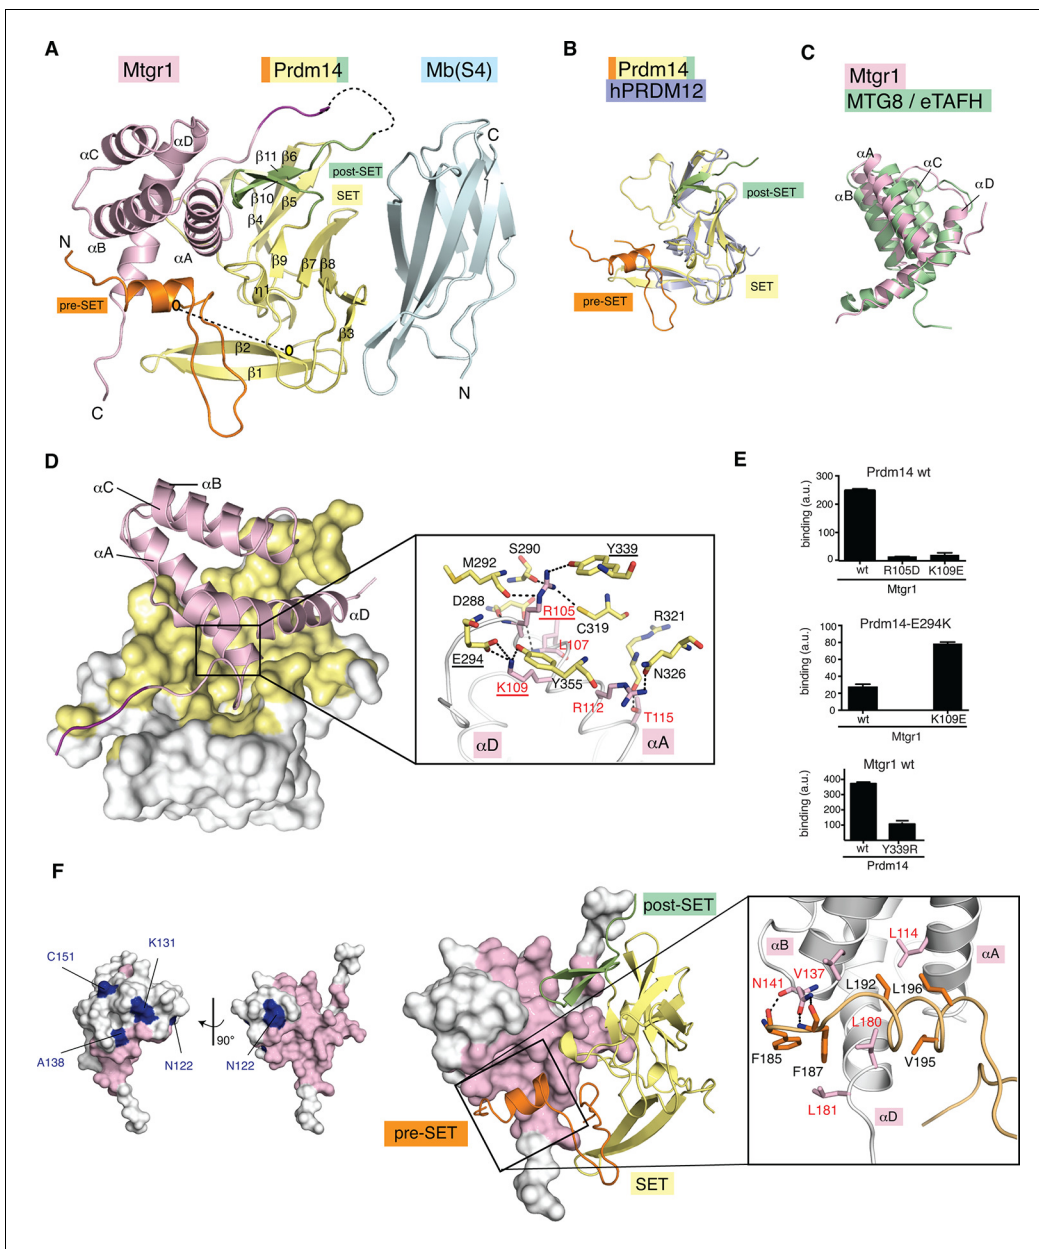 A
Mtgr1
Prdm14
Mb(S4)
αD
αC
αB
αA
N
pre-SET
C
β11
β6
post-SET
β10
β5
SET
β4
β9
β7
β8
η1
β3
β2
β1
C
N
B
Prdm14
hPRDM12
post-SET
pre-SET
SET
C
Mtgr1
MTG8 / eTAFH
αA
αC
αB
αD
D
αB
αC
αA
αD
S290
Y339
M292
D288
R105
C319
R321
L107
E294
N326
K109
Y355
R112
T115
αD
αA
E
Prdm14 wt
binding (a.u.)
300
200
100
0
wt R105D K109E
Mtgr1
Prdm14-E294K
binding (a.u.)
100
80
60
40
20
0
wt K109E
Mtgr1
Mtgr1 wt
binding (a.u.)
400
300
200
100
wt Y339R
Prdm14
F
C151
K131
A138
N122
90°
N122
post-SET
pre-SET
SET
L114
αB
αA
N141
V137
L192
L196
L180
F185
F187
V195
L181
αD